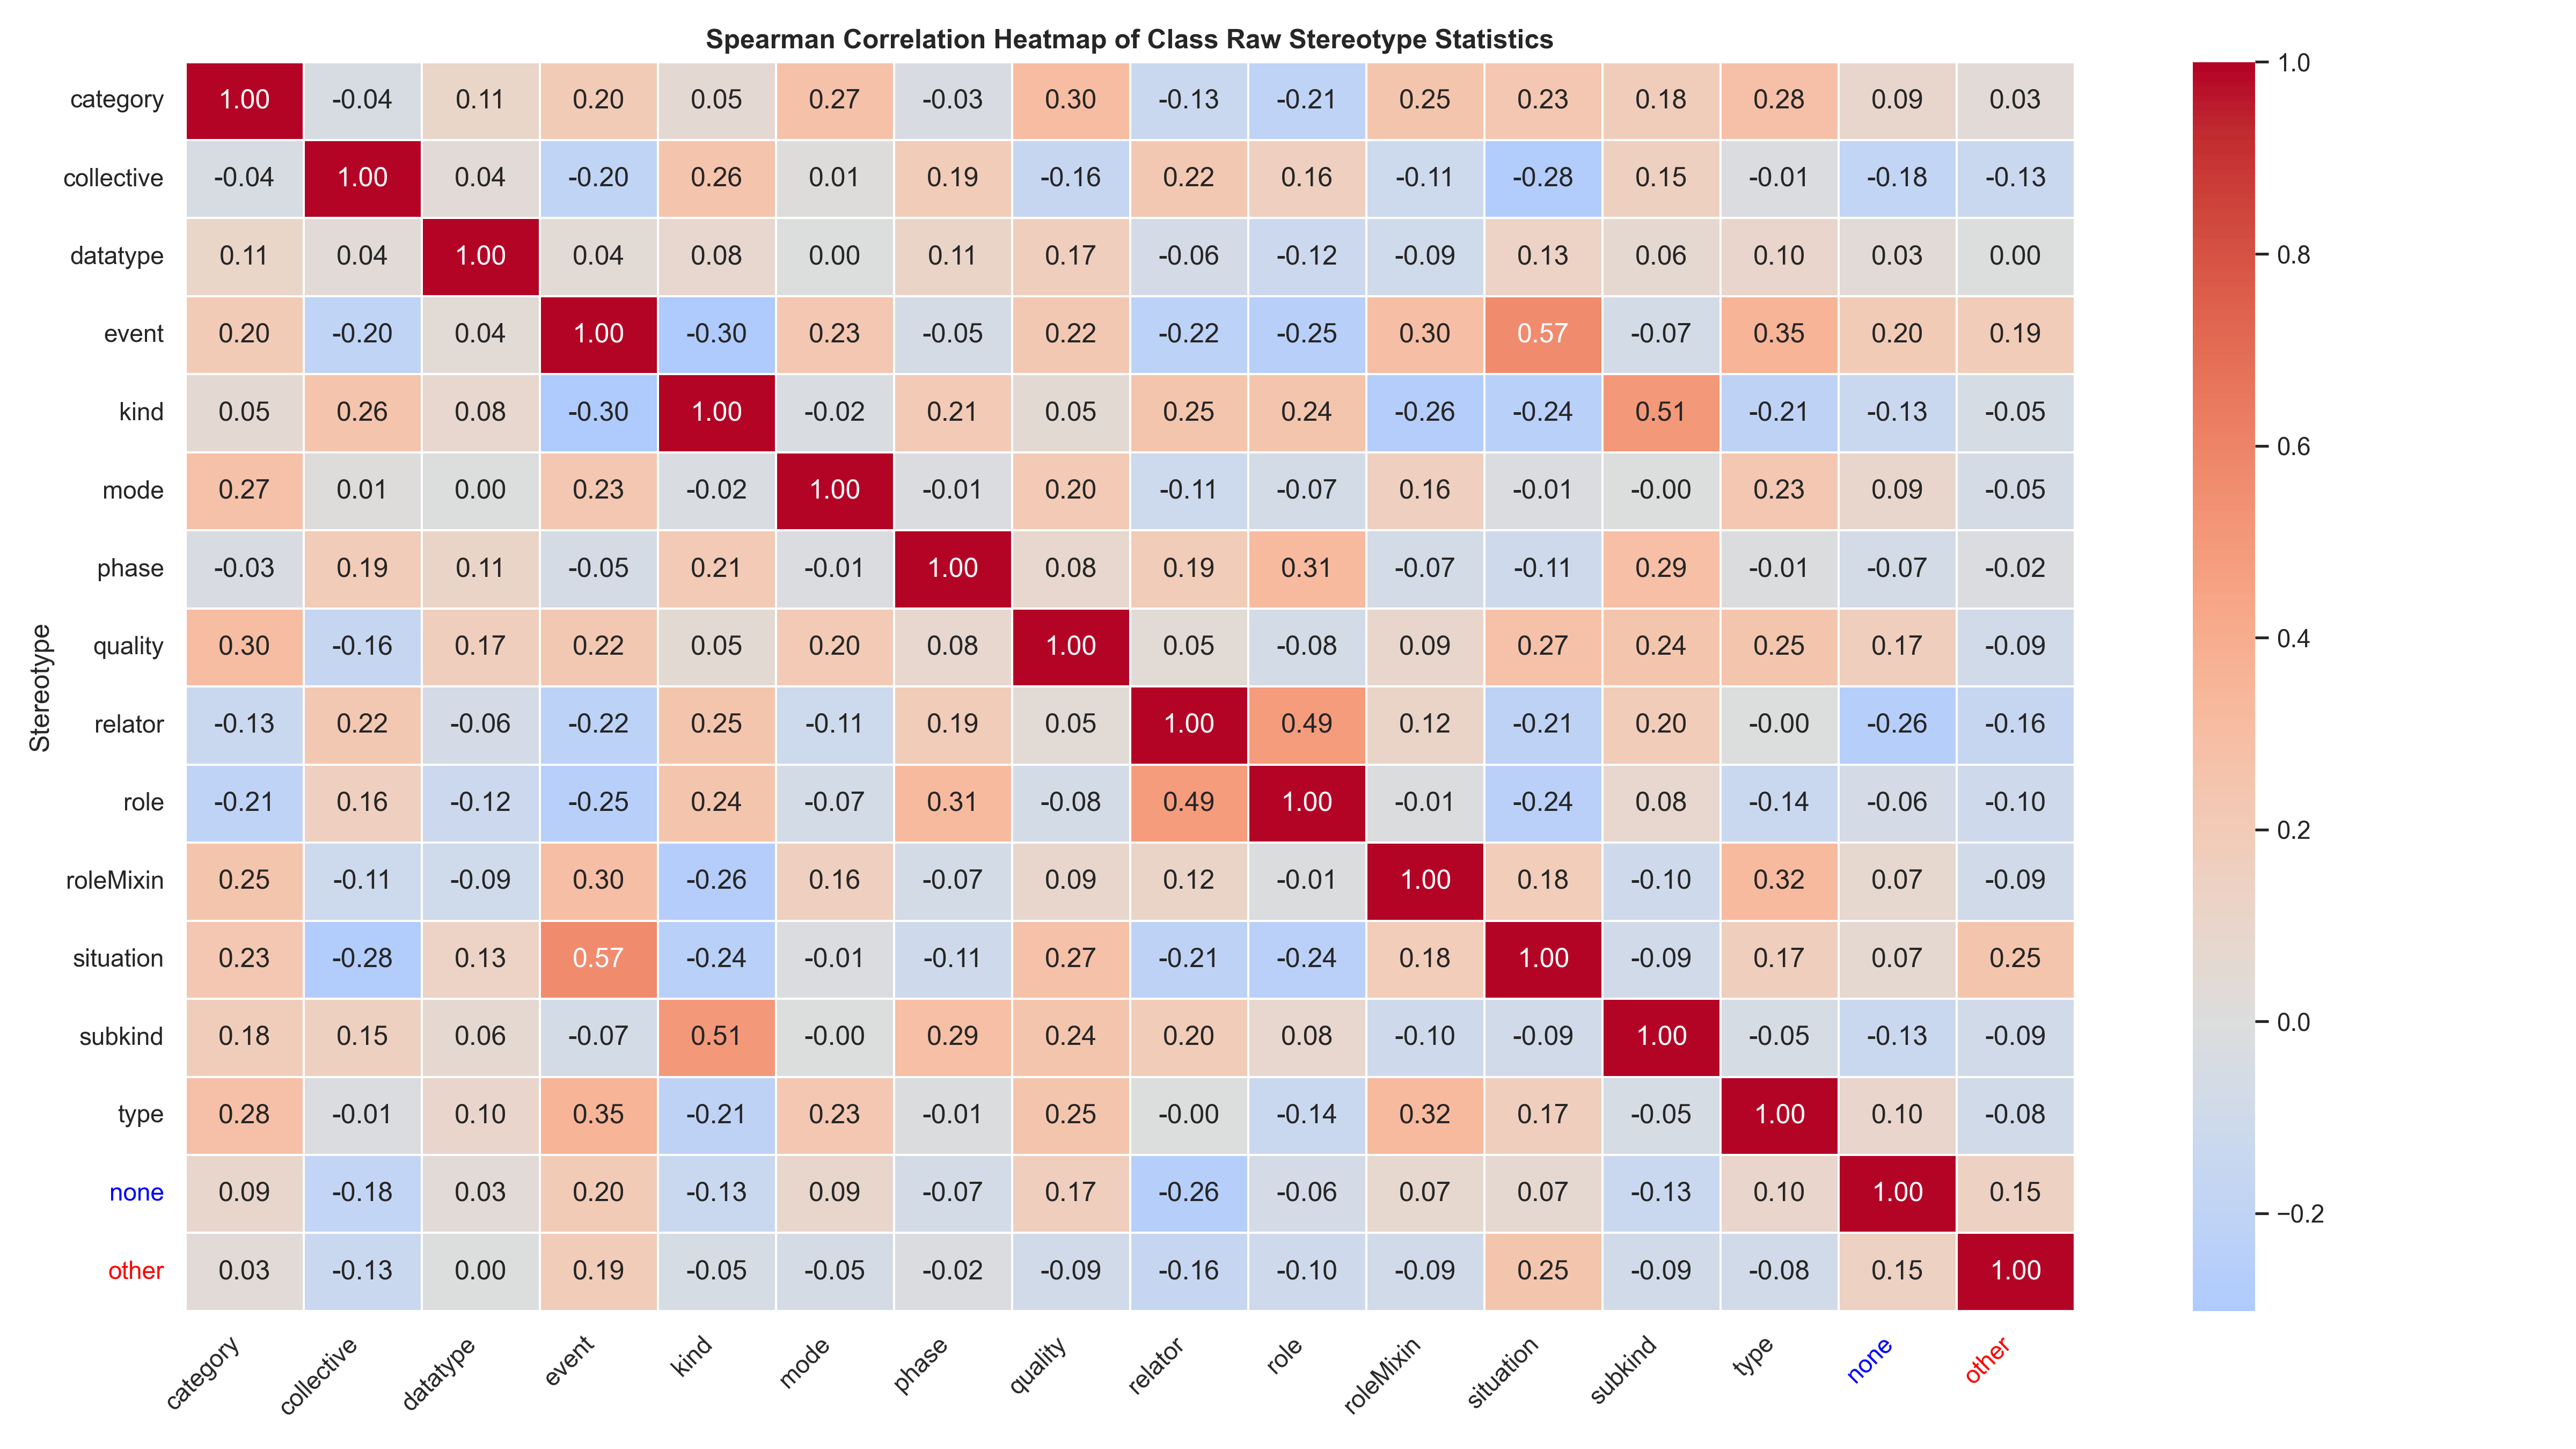 Spearman Correlation Heatmap of Class Raw Stereotype Statistics
category 1.00 -0.04 0.11 0.20 0.05 0.27 -0.03 0.30 -0.13 -0.21 0.25 0.23 0.18 0.28 0.09 0.03
collective -0.04 1.00 0.04 -0.20 0.26 0.01 0.19 -0.16 0.22 0.16 -0.11 -0.28 0.15 -0.01 -0.18 -0.13
datatype 0.11 0.04 1.00 0.04 0.08 0.00 0.11 0.17 -0.06 -0.12 -0.09 0.13 0.06 0.10 0.03 0.00
event 0.20 -0.20 0.04 1.00 -0.30 0.23 -0.05 0.22 -0.22 -0.25 0.30 0.57 -0.07 0.35 0.20 0.19
kind 0.05 0.26 0.08 -0.30 1.00 -0.02 0.21 0.05 0.25 0.24 -0.26 -0.24 0.51 -0.21 -0.13 -0.05
mode 0.27 0.01 0.00 0.23 -0.02 1.00 -0.01 0.20 -0.11 -0.07 0.16 -0.01 -0.00 0.23 0.09 -0.05
phase -0.03 0.19 0.11 -0.05 0.21 -0.01 1.00 0.08 0.19 0.31 -0.07 -0.11 0.29 -0.01 -0.07 -0.02
quality 0.30 -0.16 0.17 0.22 0.05 0.20 0.08 1.00 0.05 -0.08 0.09 0.27 0.24 0.25 0.17 -0.09
relator -0.13 0.22 -0.06 -0.22 0.25 -0.11 0.19 0.05 1.00 0.49 0.12 -0.21 0.20 -0.00 -0.26 -0.16
role -0.21 0.16 -0.12 -0.25 0.24 -0.07 0.31 -0.08 0.49 1.00 -0.01 -0.24 0.08 -0.14 -0.06 -0.10
roleMixin 0.25 -0.11 -0.09 0.30 -0.26 0.16 -0.07 0.09 0.12 -0.01 1.00 0.18 -0.10 0.32 0.07 -0.09
situation 0.23 -0.28 0.13 0.57 -0.24 -0.01 -0.11 0.27 -0.21 -0.24 0.18 1.00 -0.09 0.17 0.07 0.25
subkind 0.18 0.15 0.06 -0.07 0.51 -0.00 0.29 0.24 0.20 0.08 -0.10 -0.09 1.00 -0.05 -0.13 -0.09
type 0.28 -0.01 0.10 0.35 -0.21 0.23 -0.01 0.25 -0.00 -0.14 0.32 0.17 -0.05 1.00 0.10 -0.08
none 0.09 -0.18 0.03 0.20 -0.13 0.09 -0.07 0.17 -0.26 -0.06 0.07 0.07 -0.13 0.10 1.00 0.15
other 0.03 -0.13 0.00 0.19 -0.05 -0.05 -0.02 -0.09 -0.16 -0.10 -0.09 0.25 -0.09 -0.08 0.15 1.00
category collective datatype event kind mode phase quality relator role roleMixin situation subkind type none other
Stereotype
1.0
0.8
0.6
0.4
0.2
0.0
−0.2